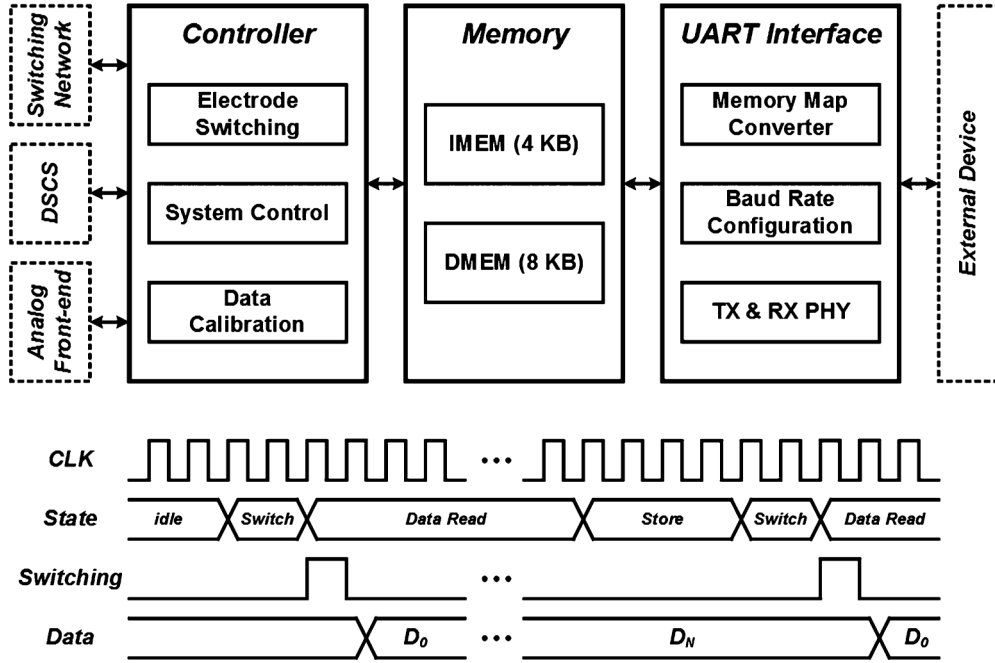 Switching
Network
DSCS
Analog
Front-end
Controller
Electrode
Switching
System Control
Data
Calibration
Memory
IMEM (4 KB)
DMEM (8 KB)
UART Interface
Memory Map
Converter
Baud Rate
Configuration
TX & RX PHY
External Device
CLK
•••
State
idle
Switch
Data Read
Store
Switch
Data Read
Switching
•••
Data
D0
•••
DN
D0